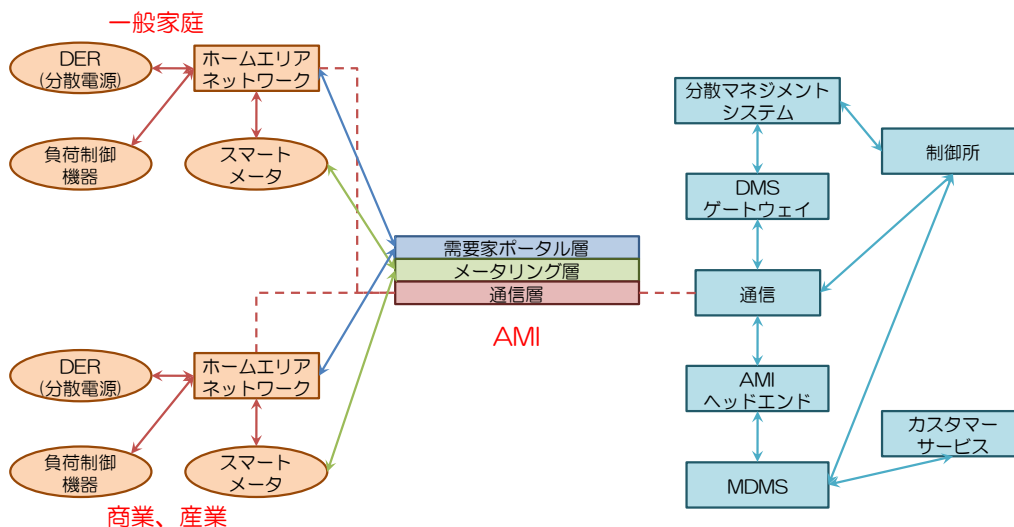 一般家庭
DER
(分散電源)
ホームエリア
ネットワーク
負荷制御
機器
スマート
メータ
DER
(分散電源)
ホームエリア
ネットワーク
負荷制御
機器
スマート
メータ
商業、産業
需要家ポータル層
メータリング層
通信層
AMI
分散マネジメント
システム
制御所
DMS
ゲートウェイ
通信
AMI
ヘッドエンド
カスタマー
サービス
MDMS